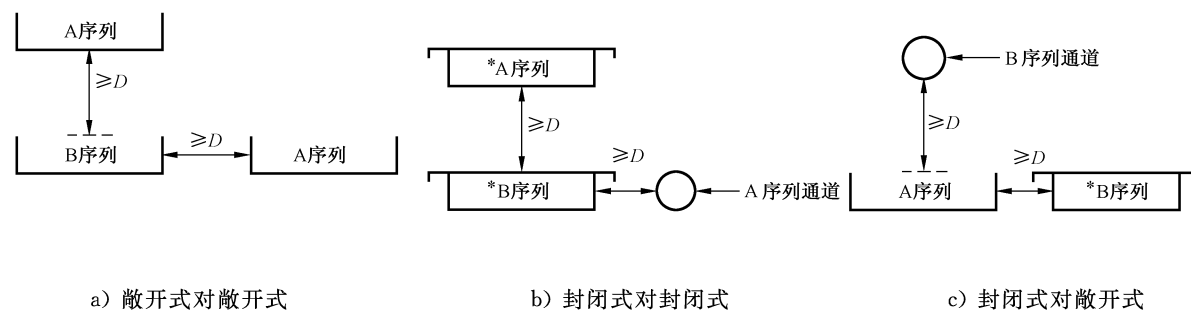 A序列
≥D
B序列
≥D
A序列
a）敞开式对敞开式
*A序列
≥D
≥D
*B序列
A 序列通道
b）封闭式对封闭式
B 序列通道
≥D
≥D
A序列
*B序列
c）封闭式对敞开式